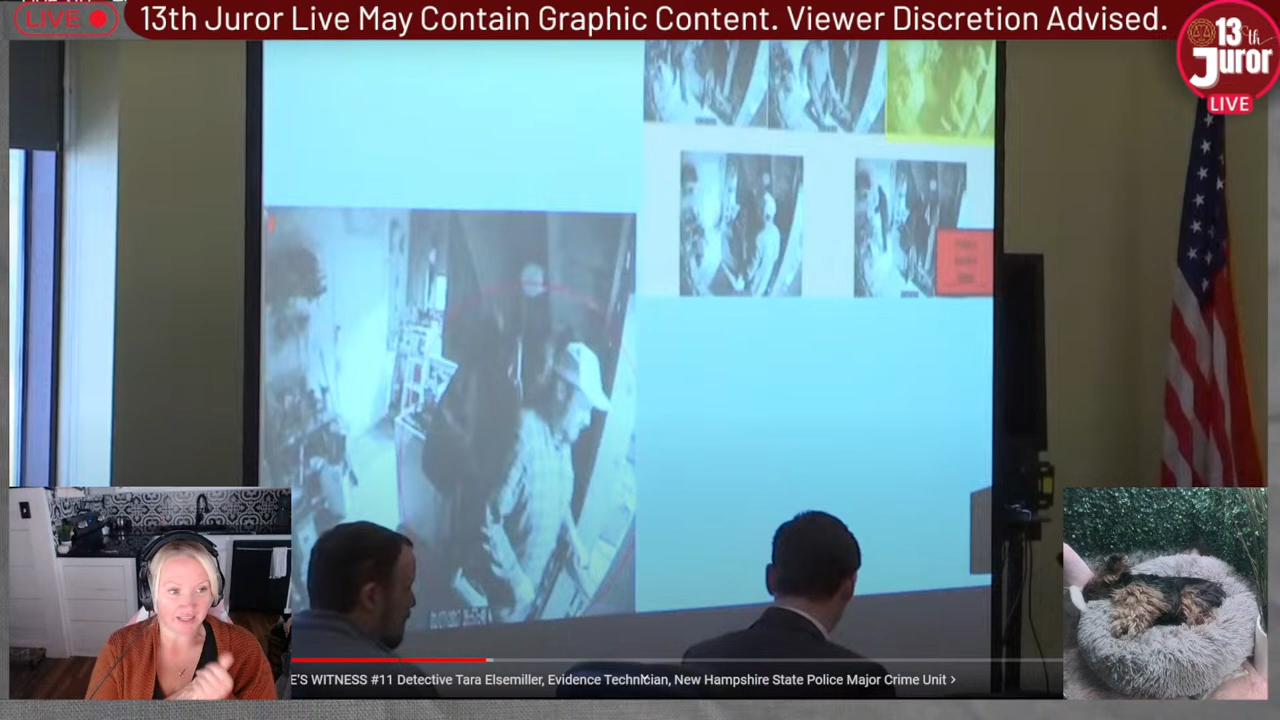 LIVE
13th Juror Live May Contain Graphic Content. Viewer Discretion Advised.
13th
Juror
LIVE
E'S WITNESS #11 Detective Tara Elsemiller, Evidence Technician, New Hampshire State Police Major Crime Unit